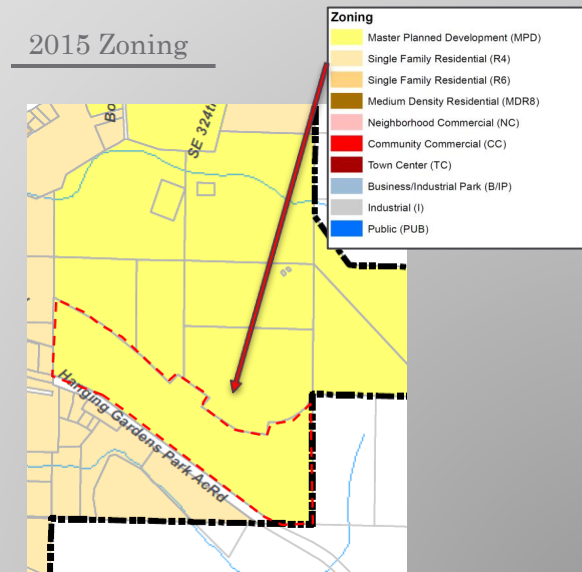 2015 Zoning
Zoning
Master Planned Development (MPD)
Single Family Residential (R4)
Single Family Residential (R6)
Medium Density Residential (MDR8)
Neighborhood Commercial (NC)
Community Commercial (CC)
Town Center (TC)
Business/Industrial Park (B/IP)
Industrial (I)
Public (PUB)
Bo
SE 324th
Hanging Gardens Park AcRd